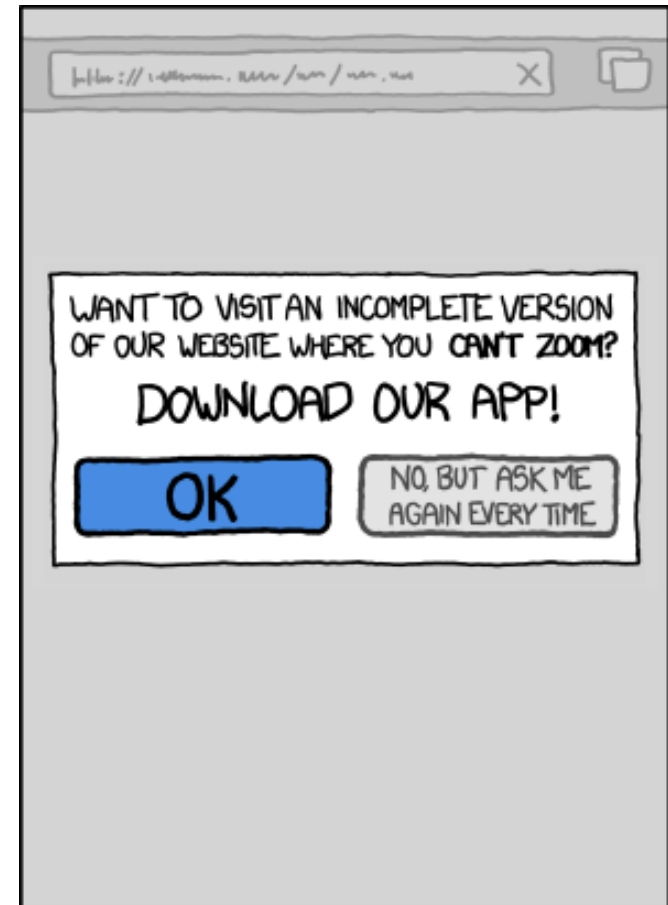 WANT TO VISIT AN INCOMPLETE VERSION
OF OUR WEBSITE WHERE YOU CAN'T ZOOM?
DOWNLOAD OUR APP!
OK
NO, BUT ASK ME
AGAIN EVERY TIME